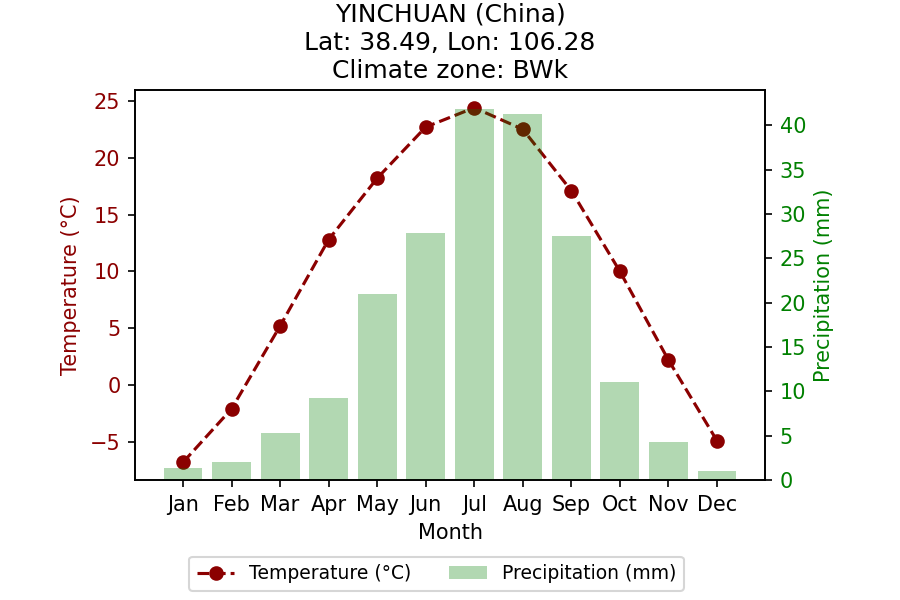 YINCHUAN (China)
Lat: 38.49, Lon: 106.28
Climate zone: BWk
Temperature (°C)
25
20
15
10
5
0
−5
Precipitation (mm)
40
35
30
25
20
15
10
5
0
Jan Feb Mar Apr May Jun Jul Aug Sep Oct Nov Dec
Month
Temperature (°C) Precipitation (mm)